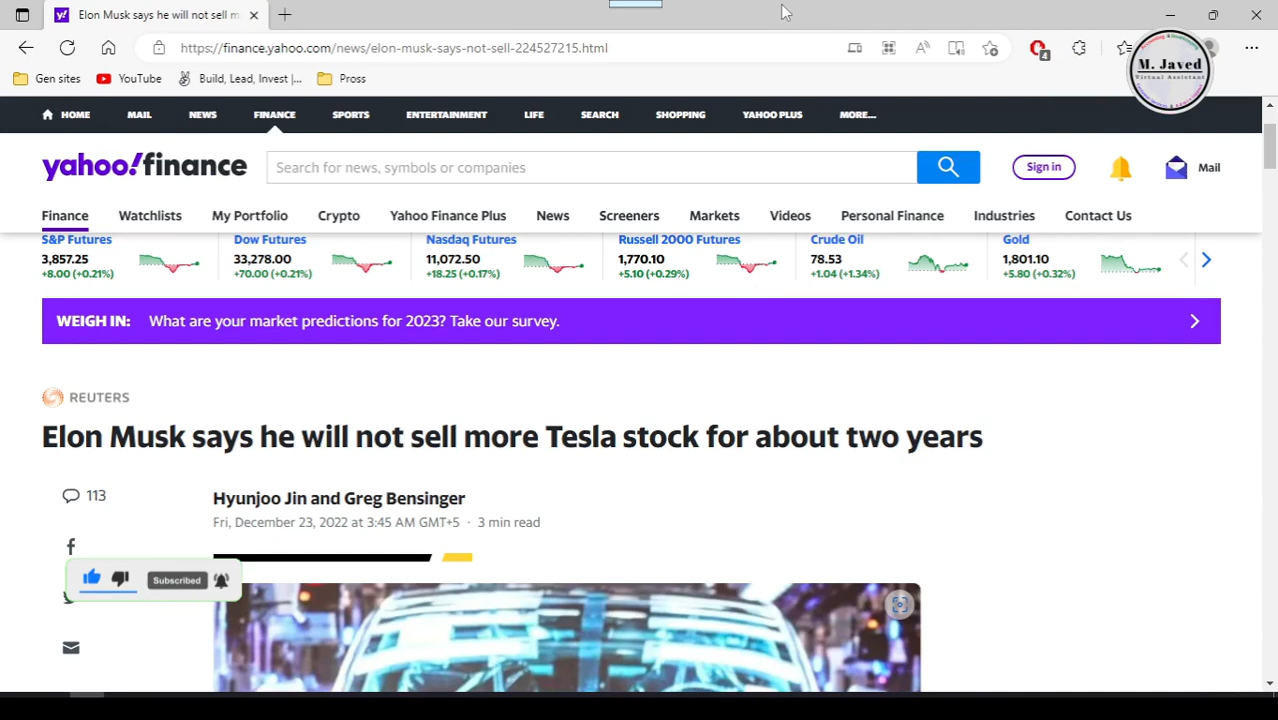 Elon Musk says he will not sell m
https://finance.yahoo.com/news/elon-musk-says-not-sell-224527215.html
4
Gen sites
YouTube
Build, Lead, Invest |...
Pross
M. Javed
Virtual Assistant
HOME
MAIL
NEWS
FINANCE
SPORTS
ENTERTAINMENT
LIFE
SEARCH
SHOPPING
YAHOO PLUS
MORE...
yahoo!finance
Search for news, symbols or companies
Sign in
Mail
Finance
Watchlists
My Portfolio
Crypto
Yahoo Finance Plus
News
Screeners
Markets
Videos
Personal Finance
Industries
Contact Us
S&P Futures
3,857.25
+8.00 (+0.21%)
Dow Futures
33,278.00
+70.00 (+0.21%)
Nasdaq Futures
11,072.50
+18.25 (+0.17%)
Russell 2000 Futures
1,770.10
+5.10 (+0.29%)
Crude Oil
78.53
+1.04 (+1.34%)
Gold
1,801.10
+5.80 (+0.32%)
WEIGH IN: What are your market predictions for 2023? Take our survey.
REUTERS
Elon Musk says he will not sell more Tesla stock for about two years
113
Hyunjoo Jin and Greg Bensinger
Fri, December 23, 2022 at 3:45 AM GMT+5 · 3 min read
Subscribed